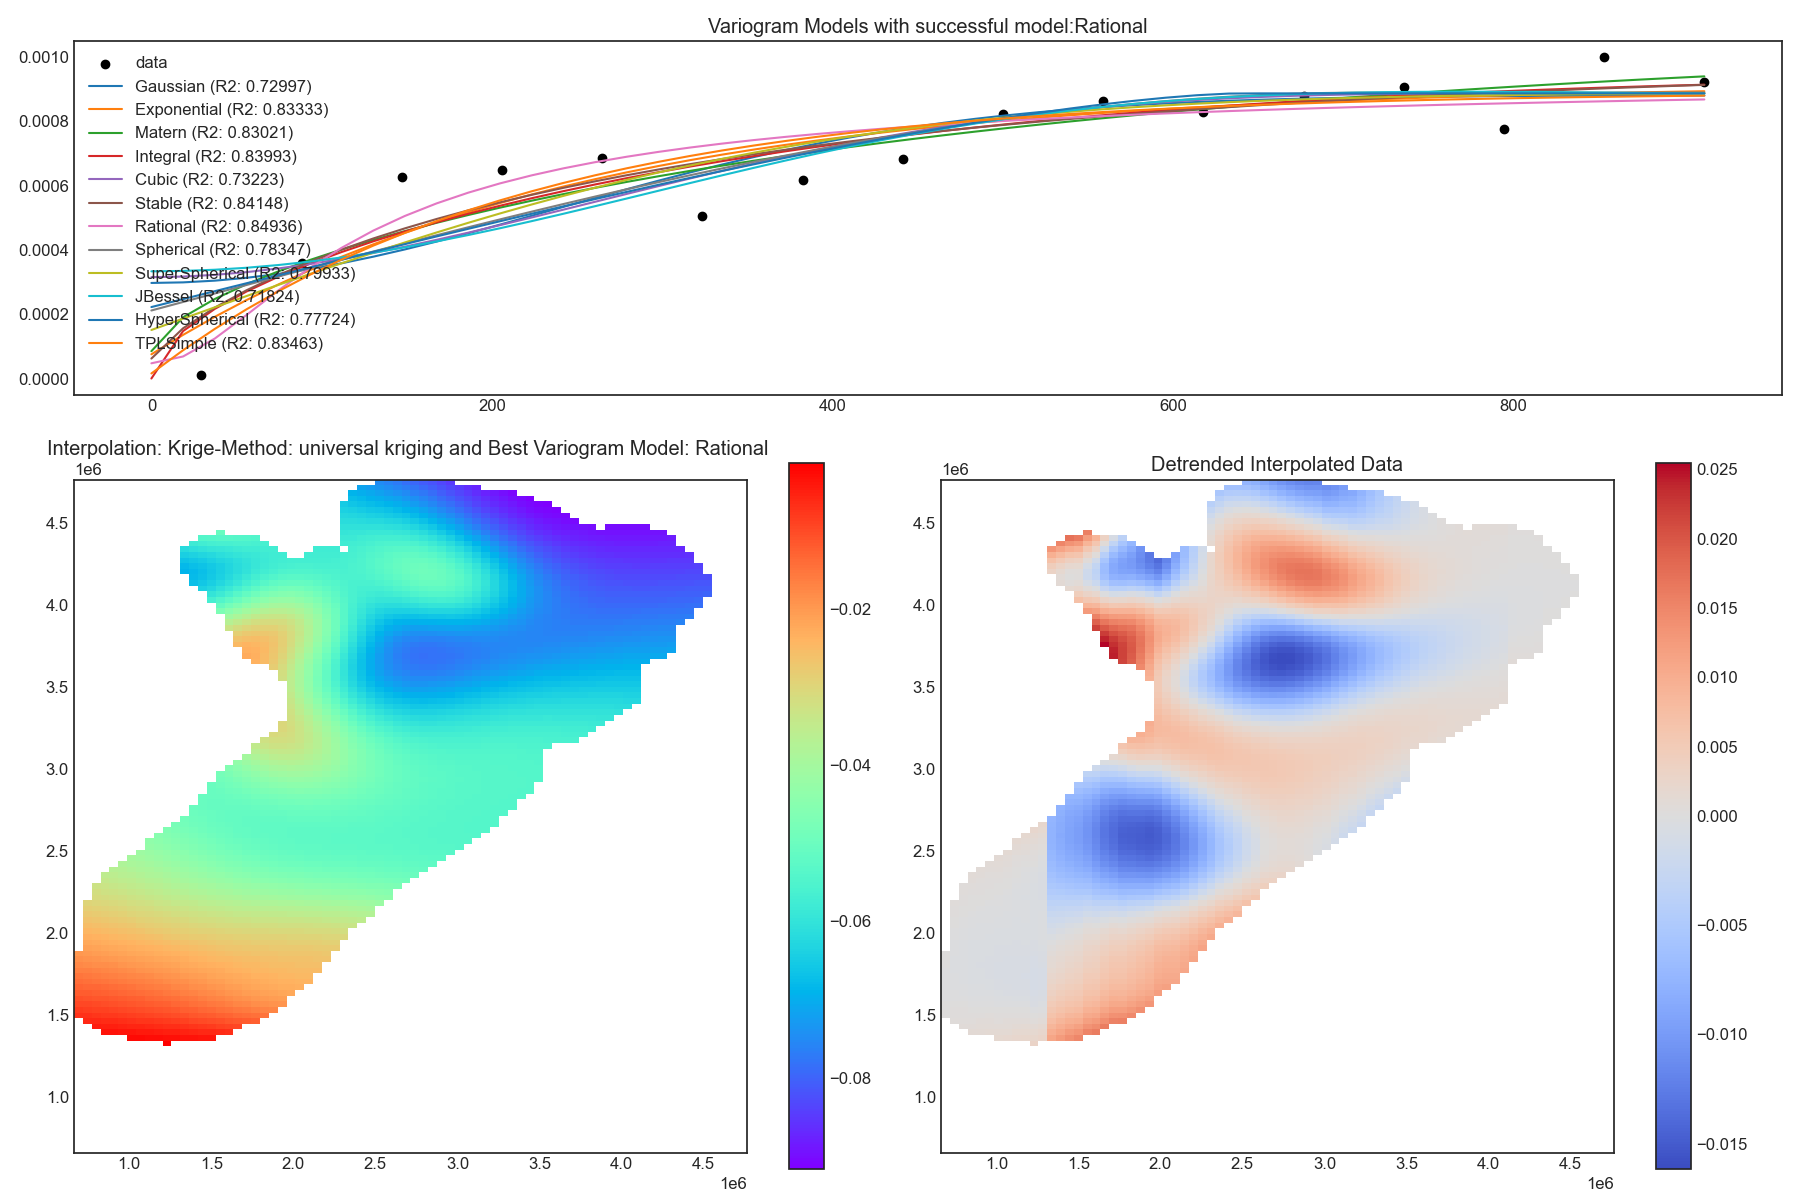 Variogram Models with successful model:Rational
0.0010
0.0008
0.0006
0.0004
0.0002
0.0000
data
Gaussian (R2: 0.72997)
Exponential (R2: 0.83333)
Matern (R2: 0.83021)
Integral (R2: 0.83993)
Cubic (R2: 0.73223)
Stable (R2: 0.84148)
Rational (R2: 0.84936)
Spherical (R2: 0.78347)
SuperSpherical (R2: 0.79933)
JBessel (R2: 0.71824)
HyperSpherical (R2: 0.77724)
TPLSimple (R2: 0.83463)
0 200 400 600 800
Interpolation: Krige-Method: universal kriging and Best Variogram Model: Rational
1e6
4.5
4.0
3.5
3.0
2.5
2.0
1.5
1.0
1.0 1.5 2.0 2.5 3.0 3.5 4.0 4.5
1e6
−0.02
−0.04
−0.06
−0.08
Detrended Interpolated Data
1e6
4.5
4.0
3.5
3.0
2.5
2.0
1.5
1.0
1.0 1.5 2.0 2.5 3.0 3.5 4.0 4.5
1e6
0.025
0.020
0.015
0.010
0.005
0.000
−0.005
−0.010
−0.015